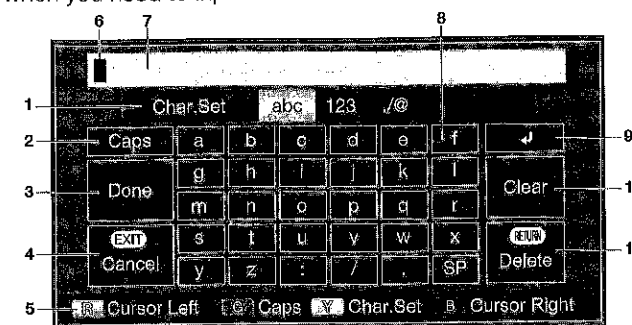 6 7 8
1 Char.Set abc 123 ./@
2 Caps a b c d e f ↲ 9
g h i j k l
3 Done Clear 1
m n o p q r
EXIT s t u v w x RETURN
4 Cancel Delete 1
y z : / . SP
5 R Cursor Left G Caps Y Char.Set B Cursor Right